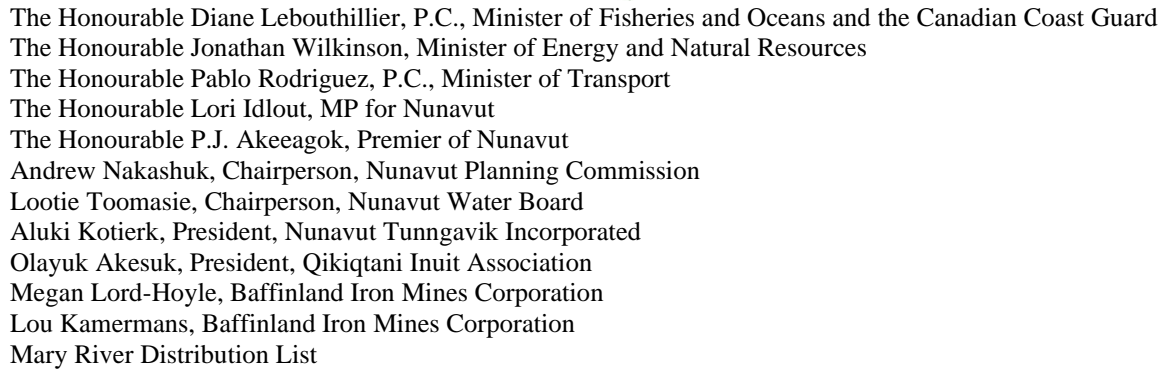 The Honourable Diane Lebouthillier, P.C., Minister of Fisheries and Oceans and the Canadian Coast Guard
The Honourable Jonathan Wilkinson, Minister of Energy and Natural Resources
The Honourable Pablo Rodriguez, P.C., Minister of Transport
The Honourable Lori Idlout, MP for Nunavut
The Honourable P.J. Akeeagok, Premier of Nunavut
Andrew Nakashuk, Chairperson, Nunavut Planning Commission
Lootie Toomasie, Chairperson, Nunavut Water Board
Aluki Kotierk, President, Nunavut Tunngavik Incorporated
Olayuk Akesuk, President, Qikiqtani Inuit Association
Megan Lord-Hoyle, Baffinland Iron Mines Corporation
Lou Kamermans, Baffinland Iron Mines Corporation
Mary River Distribution List